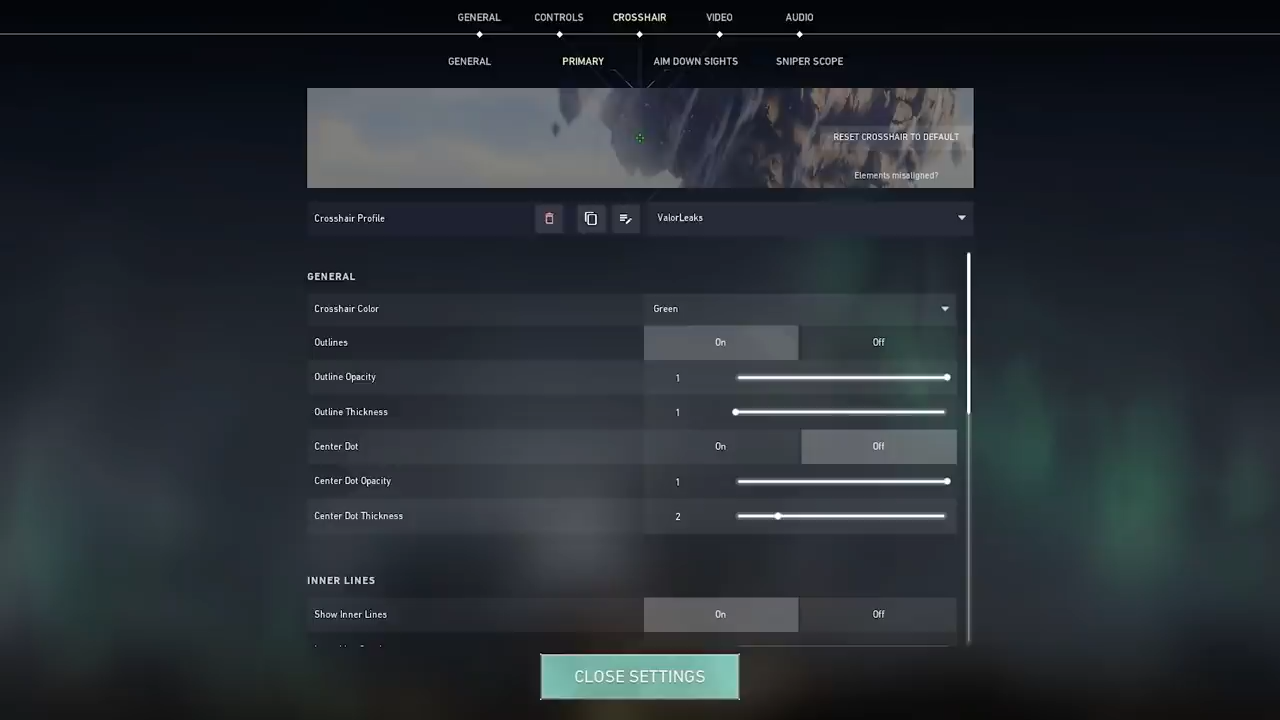 GENERAL CONTROLS CROSSHAIR VIDEO AUDIO
GENERAL PRIMARY AIM DOWN SIGHTS SNIPER SCOPE
RESET CROSSHAIR TO DEFAULT
Elements misaligned?
Crosshair Profile ValorLeaks
GENERAL
Crosshair Color Green
Outlines On Off
Outline Opacity 1
Outline Thickness 1
Center Dot On Off
Center Dot Opacity 1
Center Dot Thickness 2
INNER LINES
Show Inner Lines On Off
CLOSE SETTINGS